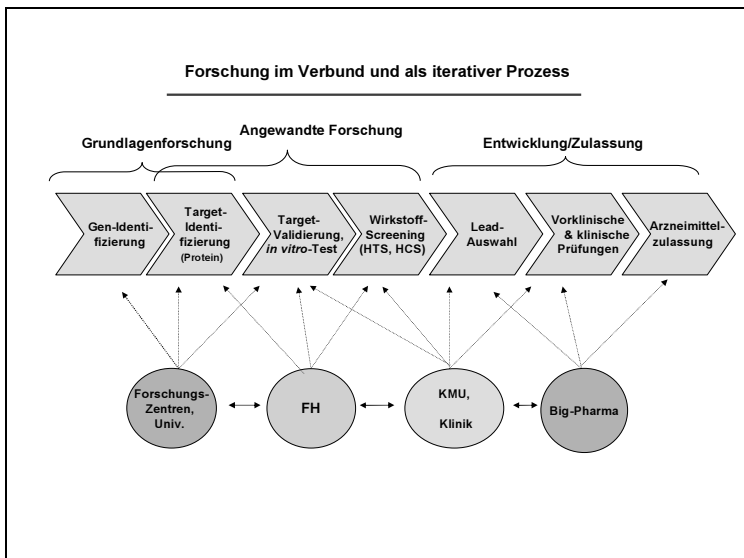 Forschung im Verbund und als iterativer Prozess
Grundlagenforschung
Angewandte Forschung
Entwicklung/Zulassung
Gen-Identi-
fizierung
Target-
Identi-
fizierung
(Protein)
Target-
Validierung,
in vitro-Test
Wirkstoff-
Screening
(HTS, HCS)
Lead-
Auswahl
Vorklinische
& klinische
Prüfungen
Arzneimittel-
zulassung
Forschungs-
Zentren,
Univ.
FH
KMU,
Klinik
Big-Pharma